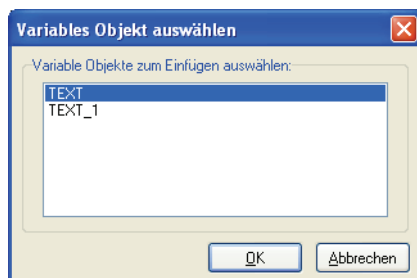 Variables Objekt auswählen
Variable Objekte zum Einfügen auswählen:
TEXT
TEXT_1
OK
Abbrechen